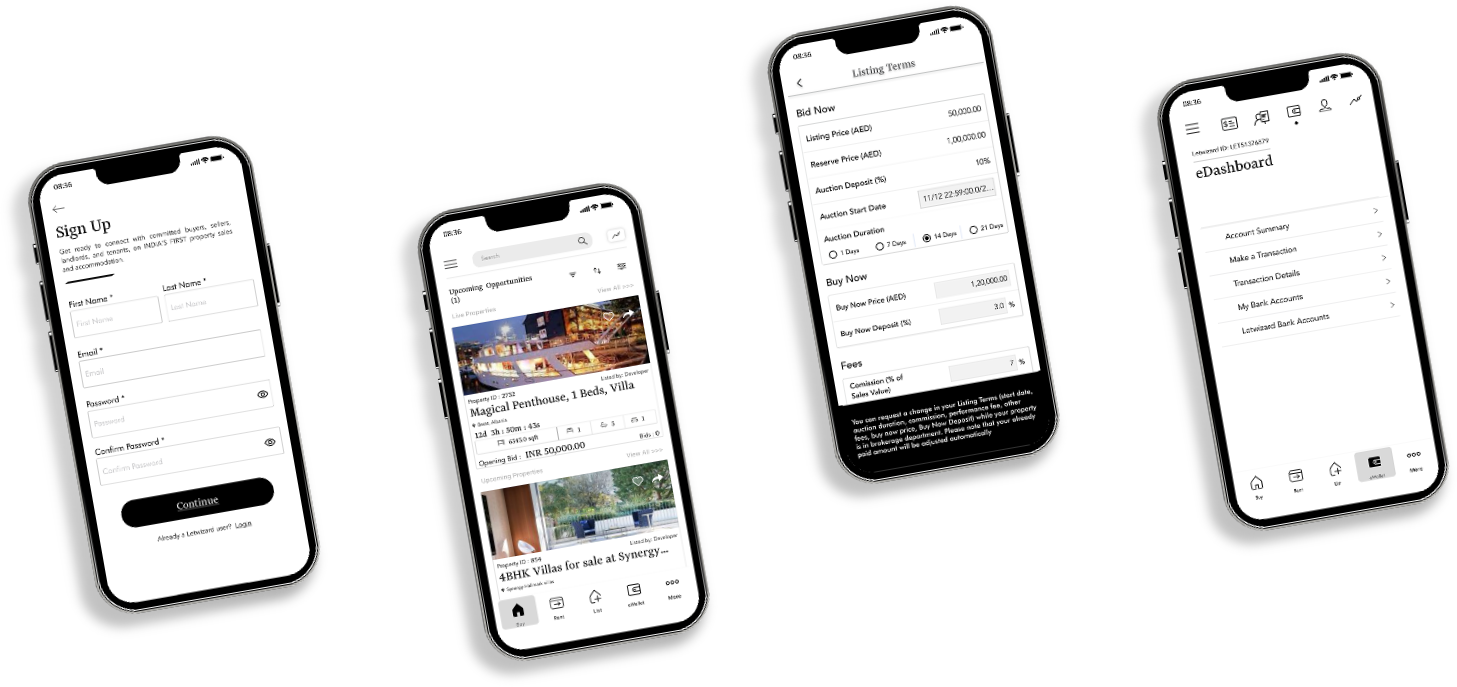 08:36
Sign Up
Get ready to connect with committed buyers, sellers,
landlords, and tenants, on INDIA'S FIRST property sales
and accommodation.
First Name *
Last Name *
First Name
Last Name
Email *
Email
Password *
Password
Confirm Password *
Confirm Password
Continue
Already a Letwizard user? Login
08:36
Search
Upcoming Opportunities
(1)
Live Properties
View All >>>
Listed by: Developer
Property ID : 2752
Magical Penthouse, 1 Beds, Villa
12d 3h : 50m : 43s
6345.0 sqft
1
3
1
Opening Bid : INR 50,000.00
Bids : 0
Upcoming Properties
View All >>>
Listed by: Developer
Property ID : 854
4BHK Villas for sale at Synergy...
Buy
Rent
List
eWallet
More
08:36
Listing Terms
Bid Now
Listing Price (AED)
50,000.00
Reserve Price (AED)
1,00,000.00
Auction Deposit (%)
10%
Auction Start Date
11/12 22:59:00.0/2...
Auction Duration
1 Days
7 Days
14 Days
21 Days
Buy Now
Buy Now Price (AED)
1,20,000.00
Buy Now Deposit (%)
3.0 %
Fees
Comission (% of
Sales Value)
7 %
You can request a change in your Listing Terms (start date,
auction duration, commission, performance fee, other
fees, buy now price, Buy Now Deposit) while your property
is in brokerage department. Please note that your already
paid amount will be adjusted automatically
08:36
Letwizard ID: LET51326679
eDashboard
Account Summary
Make a Transaction
Transaction Details
My Bank Accounts
Letwizard Bank Accounts
Buy
Rent
List
eWallet
More